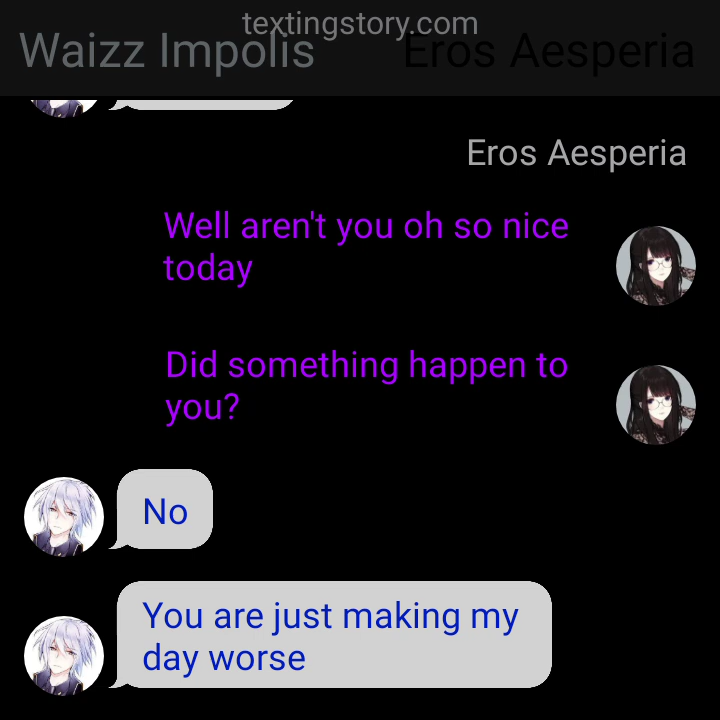 textingstory.com
Waizz Impolis
Eros Aesperia
Eros Aesperia
Well aren't you oh so nice
today
Did something happen to
you?
No
You are just making my
day worse